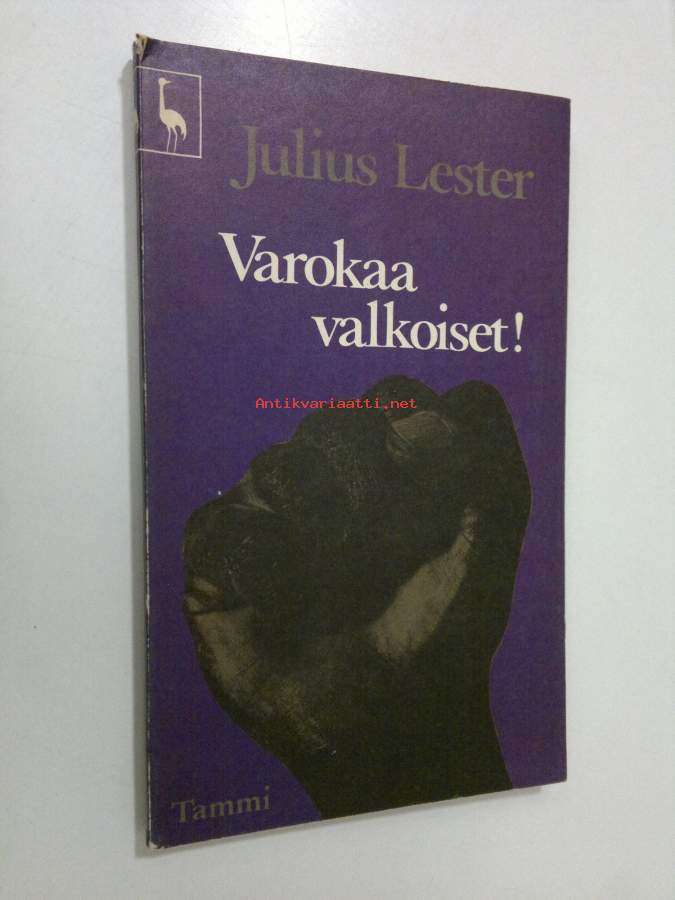 Julius Lester
Varokaa
valkoiset!
Antikvariaatti.net
Tammi